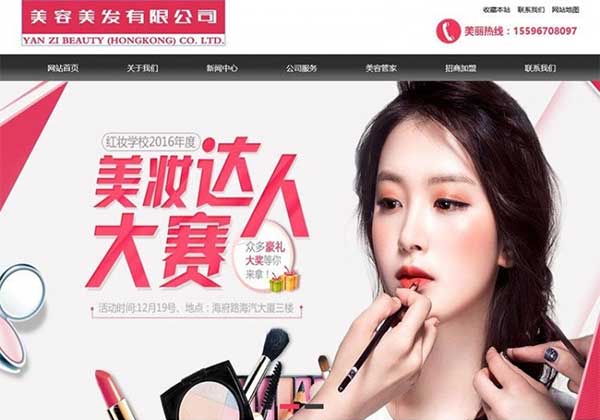 美容美发有限公司
YAN ZI BEAUTY (HONGKONG) CO. LTD.
收藏本站 联系我们 网站地图
美丽热线：15596708097
网站首页 关于我们 新闻中心 公司服务 美容管家 招商加盟 联系我们
红妆学校2016年度
美妆达人
大赛
众多豪礼
大奖等你
来拿！
活动时间:12月19号、地点：海府路海汽大厦三楼